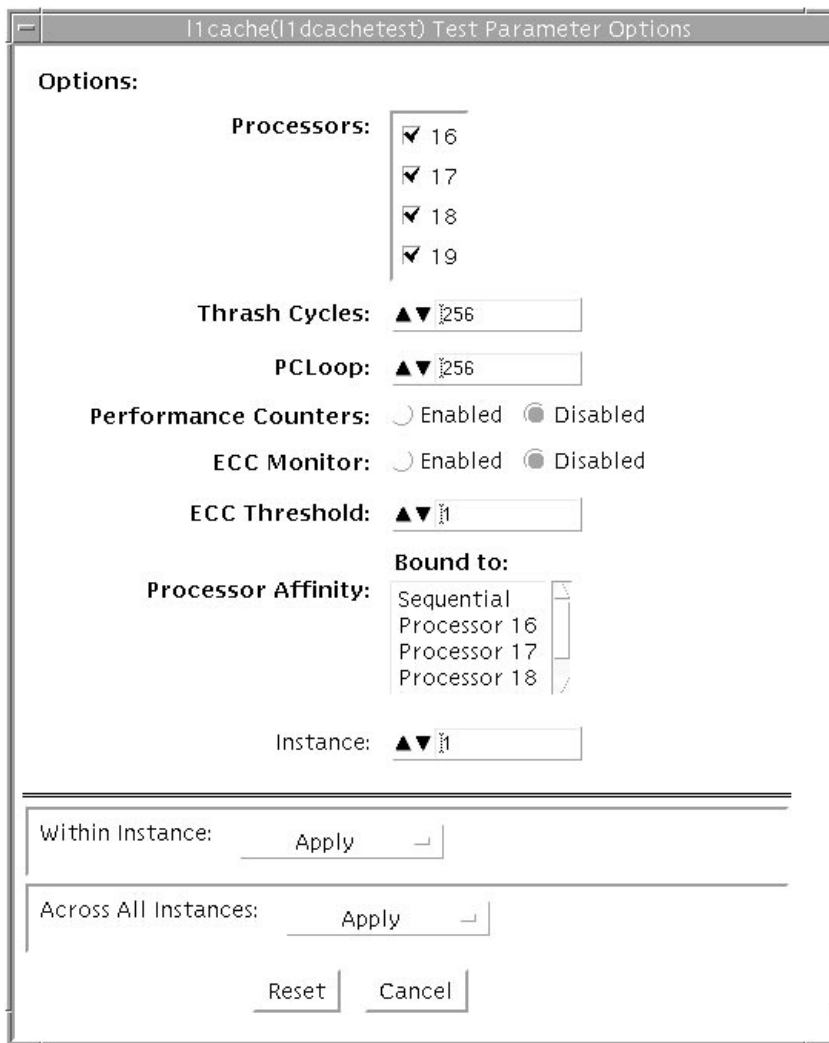 l1cache(l1dcachetest) Test Parameter Options
Options:
Processors:
16
17
18
19
Thrash Cycles: 256
PCLoop: 256
Performance Counters: Enabled Disabled
ECC Monitor: Enabled Disabled
ECC Threshold: 1
Bound to:
Processor Affinity:
Sequential
Processor 16
Processor 17
Processor 18
Instance: 1
Within Instance: Apply
Across All Instances: Apply
Reset Cancel